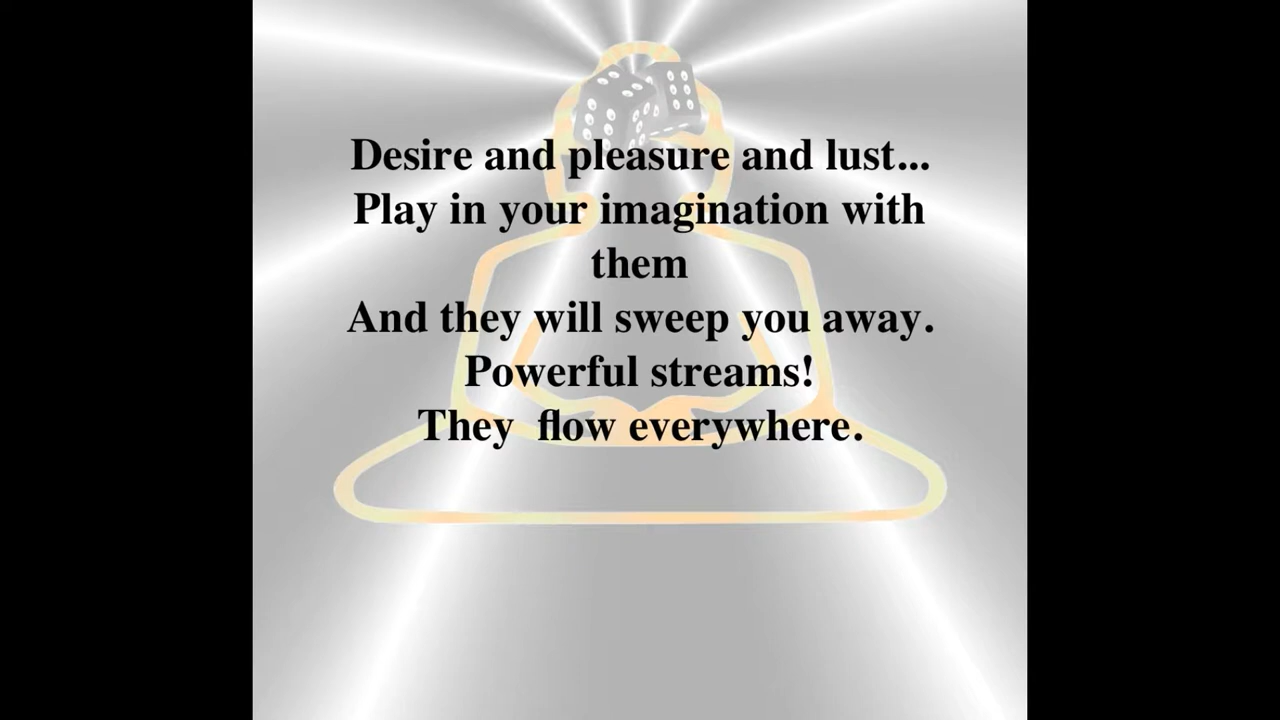 Desire and pleasure and lust...
Play in your imagination with
them
And they will sweep you away.
Powerful streams!
They  flow everywhere.